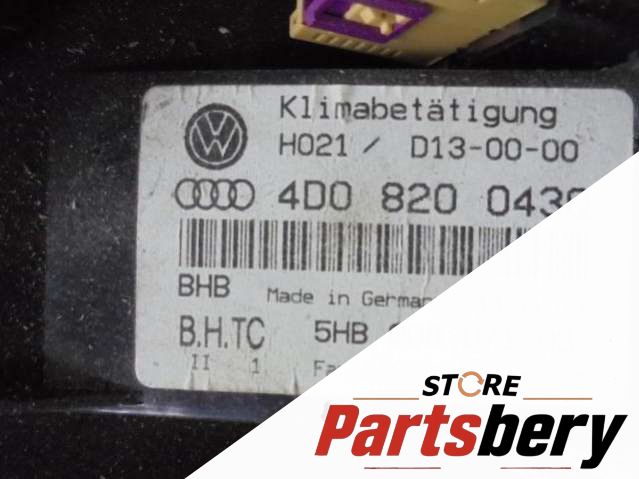 Klimabetätigung
H021 / D13-00-00
4D0 820 043
BHB Made in German
B.H.TC 5HB
II 1
STORE
Partsbery